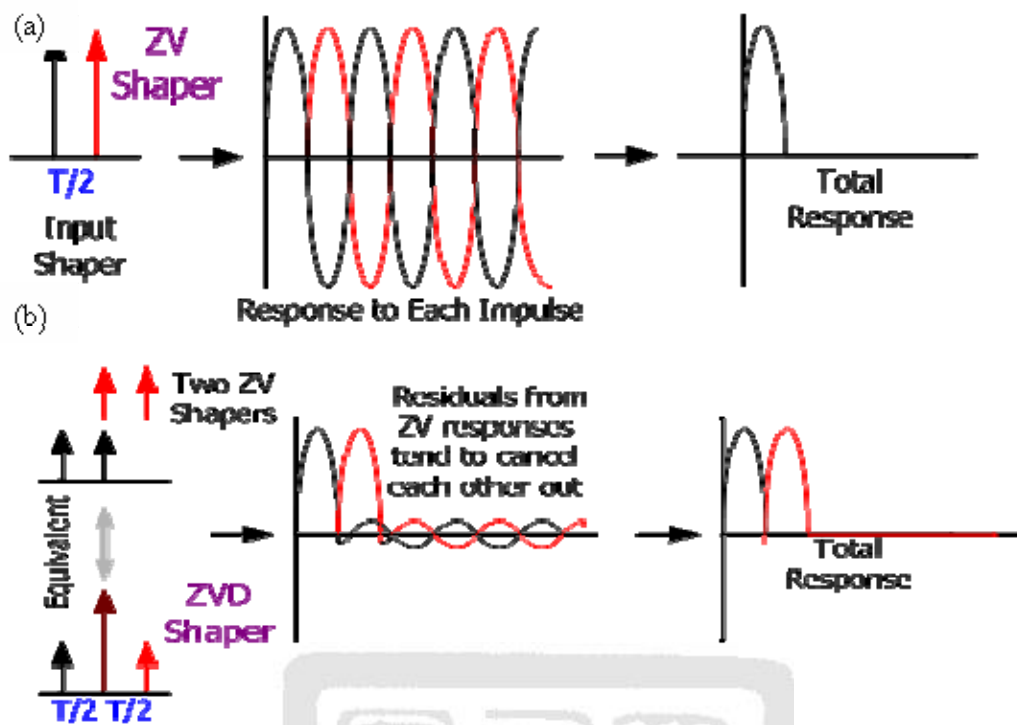 (a)
ZV
Shaper
T/2
Input
Shaper
Response to Each Impulse
Total
Response
(b)
Two ZV
Shapers
Equivalent
ZVD
Shaper
T/2 T/2
Residuals from
ZV responses
tend to cancel
each other out
Total
Response